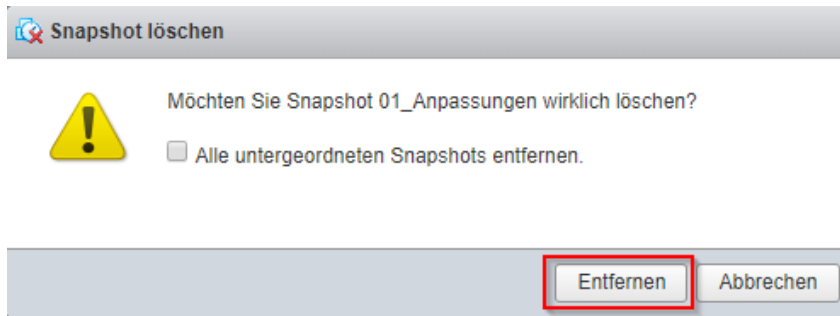 Snapshot löschen
Möchten Sie Snapshot 01_Anpassungen wirklich löschen?
Alle untergeordneten Snapshots entfernen.
Entfernen Abbrechen